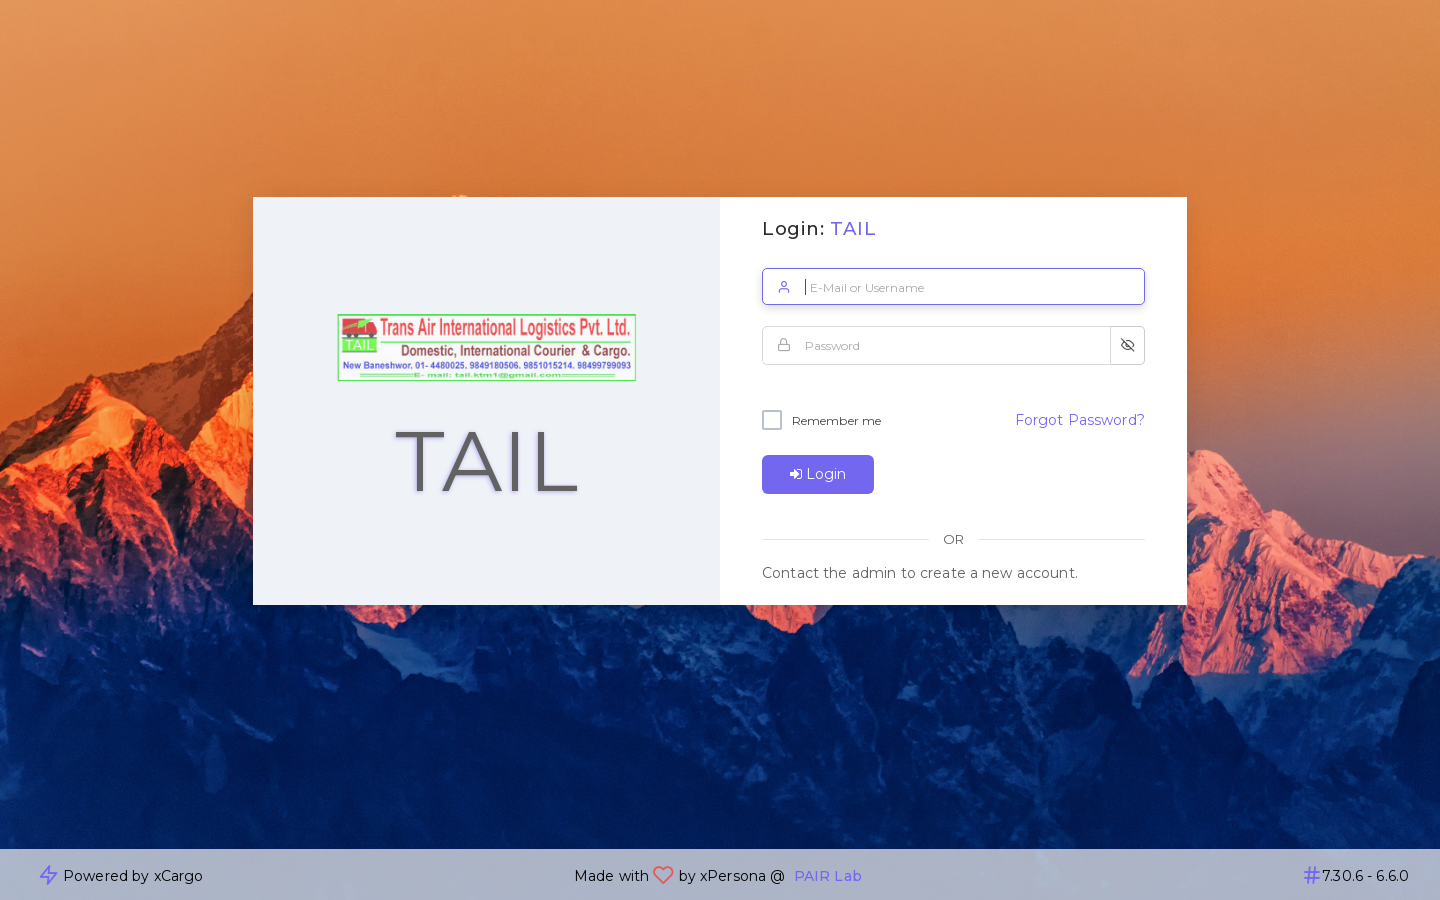 Login: TAIL
E-Mail or Username
Password
Remember me
Forgot Password?
Login
OR
Contact the admin to create a new account.
TAIL
Trans Air International Logistics Pvt. Ltd.
Domestic, International Courier & Cargo.
New Baneshwor. 01- 4480025. 9849180506. 9851015214. 98499799093
E- mail: tail.ktm1@gmail.com
TAIL
Powered by xCargo
Made with by xPersona @ PAIR Lab
7.30.6 - 6.6.0